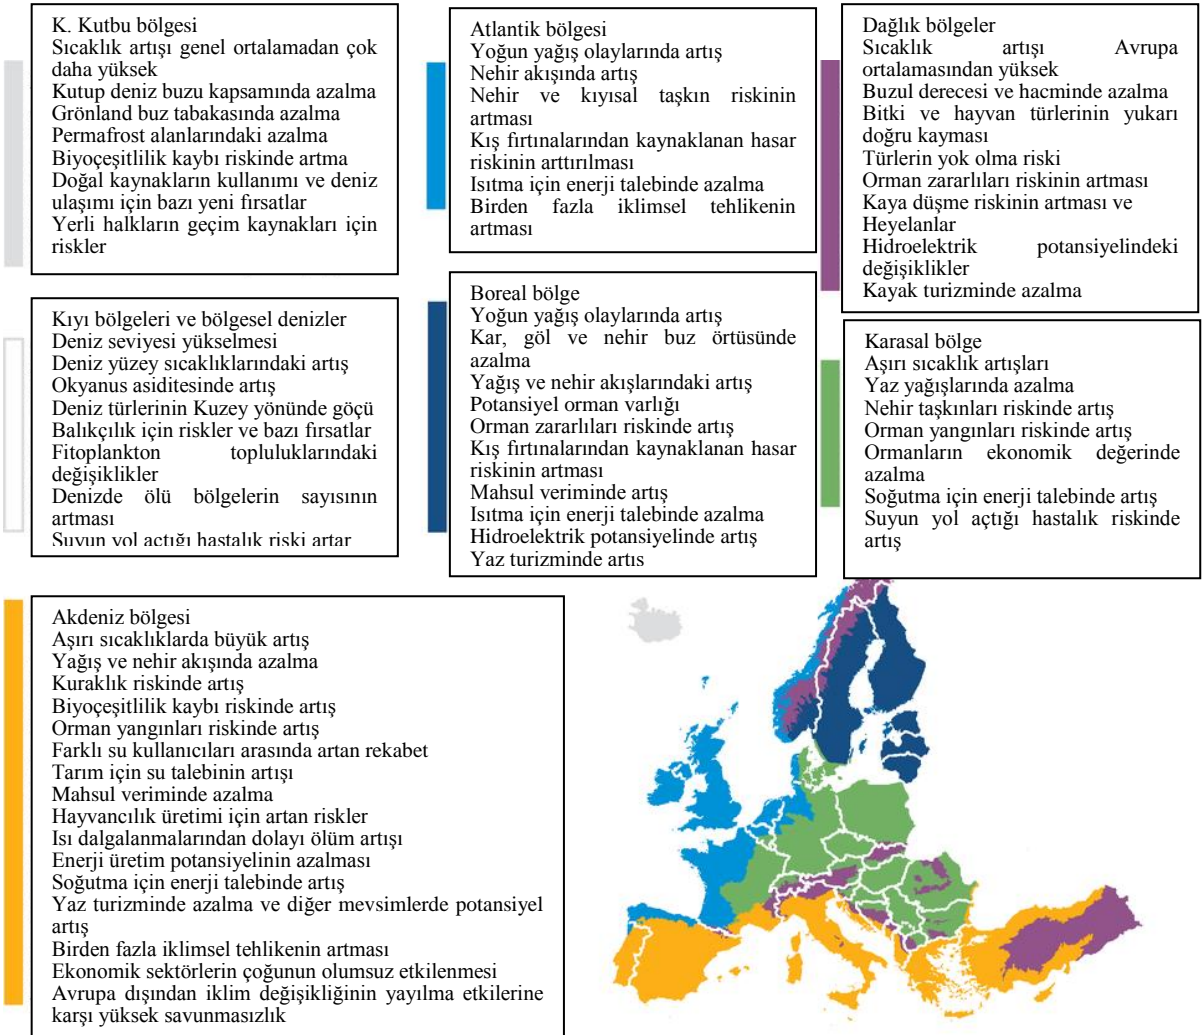 K. Kutbu bölgesi
Sıcaklık artışı genel ortalamadan çok
daha yüksek
Kutup deniz buzu kapsamında azalma
Grönland buz tabakasında azalma
Permafrost alanlarındaki azalma
Biyoçeşitlilik kaybı riskinde artma
Doğal kaynakların kullanımı ve deniz
ulaşımı için bazı yeni fırsatlar
Yerli halkların geçim kaynakları için
riskler
Atlantik bölgesi
Yoğun yağış olaylarında artış
Nehir akışında artış
Nehir ve kıyısal taşkın riskinin
artması
Kış fırtınalarından kaynaklanan hasar
riskinin arttırılması
Isıtma için enerji talebinde azalma
Birden fazla iklimsel tehlikenin
artması
Dağlık bölgeler
Sıcaklık artışı Avrupa
ortalamasından yüksek
Buzul derecesi ve hacminde azalma
Bitki ve hayvan türlerinin yukarı
doğru kayması
Türlerin yok olma riski
Orman zararlıları riskinin artması
Kaya düşme riskinin artması ve
Heyelanlar
Hidroelektrik potansiyelindeki
değişiklikler
Kayak turizminde azalma
Kıyı bölgeleri ve bölgesel denizler
Deniz seviyesi yükselmesi
Deniz yüzey sıcaklıklarındaki artış
Okyanus asiditesinde artış
Deniz türlerinin Kuzey yönünde göçü
Balıkçılık için riskler ve bazı fırsatlar
Fitoplankton topluluklarındaki
değişiklikler
Denizde ölü bölgelerin sayısının
artması
Suyun yol açtığı hastalık riski artar
Boreal bölge
Yoğun yağış olaylarında artış
Kar, göl ve nehir buz örtüsünde
azalma
Yağış ve nehir akışlarındaki artış
Potansiyel orman varlığı
Orman zararlıları riskinde artış
Kış fırtınalarından kaynaklanan hasar
riskinin artması
Mahsul veriminde artış
Isıtma için enerji talebinde azalma
Hidroelektrik potansiyelinde artış
Yaz turizminde artıs
Karasal bölge
Aşırı sıcaklık artışları
Yaz yağışlarında azalma
Nehir taşkınları riskinde artış
Orman yangınları riskinde artış
Ormanların ekonomik değerinde
azalma
Soğutma için enerji talebinde artış
Suyun yol açtığı hastalık riskinde
artış
Akdeniz bölgesi
Aşırı sıcaklıklarda büyük artış
Yağış ve nehir akışında azalma
Kuraklık riskinde artış
Biyoçeşitlilik kaybı riskinde artış
Orman yangınları riskinde artış
Farklı su kullanıcıları arasında artan rekabet
Tarım için su talebinin artışı
Mahsul veriminde azalma
Hayvancılık üretimi için artan riskler
Isı dalgalanmalarından dolayı ölüm artışı
Enerji üretim potansiyelinin azalması
Soğutma için enerji talebinde artış
Yaz turizminde azalma ve diğer mevsimlerde potansiyel
artış
Birden fazla iklimsel tehlikenin artması
Ekonomik sektörlerin çoğunun olumsuz etkilenmesi
Avrupa dışından iklim değişikliğinin yayılma etkilerine
karşı yüksek savunmasızlık